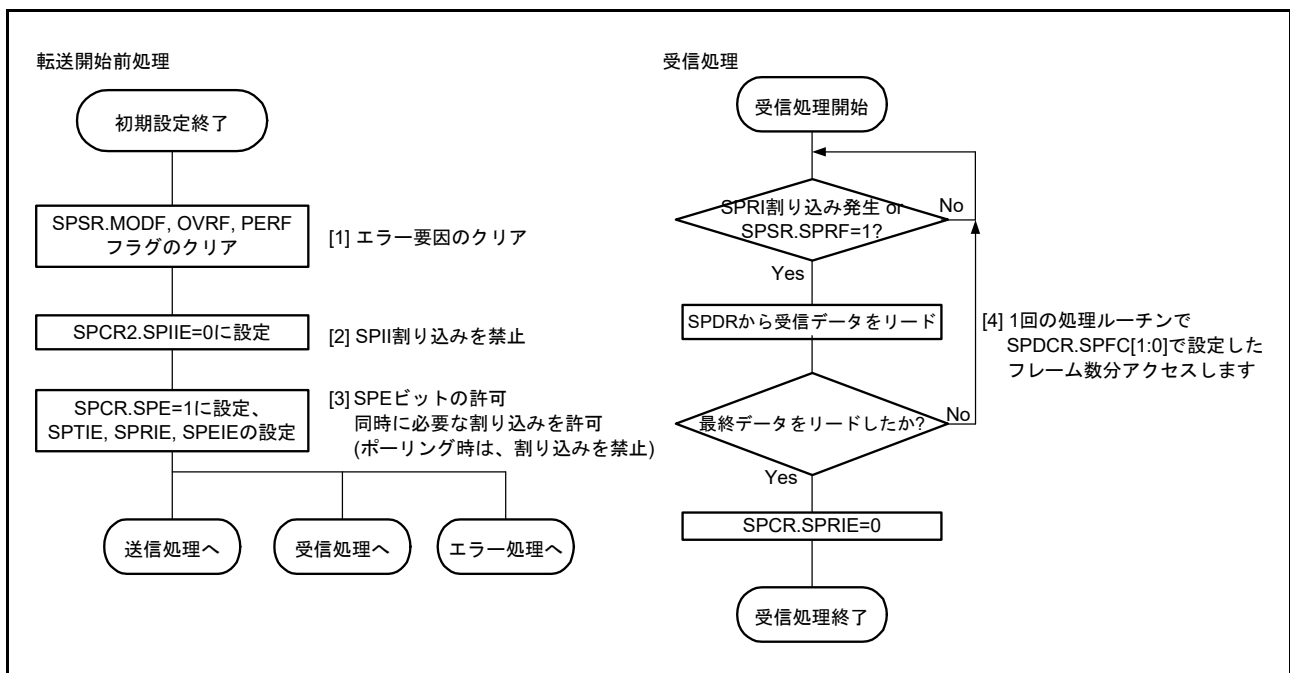 転送開始前処理
初期設定終了
SPSR.MODF, OVRF, PERF
フラグのクリア
[1] エラー要因のクリア
SPCR2.SPIIE=0に設定
[2] SPII割り込みを禁止
SPCR.SPE=1に設定、
SPTIE, SPRIE, SPEIEの設定
[3] SPEビットの許可
同時に必要な割り込みを許可
(ポーリング時は、割り込みを禁止)
送信処理へ
受信処理へ
エラー処理へ
受信処理
受信処理開始
SPRI割り込み発生 or
SPSR.SPRF=1?
No
Yes
SPDRから受信データをリード
[4] 1回の処理ルーチンで
SPDCR.SPFC[1:0]で設定した
フレーム数分アクセスします
最終データをリードしたか?
No
Yes
SPCR.SPRIE=0
受信処理終了